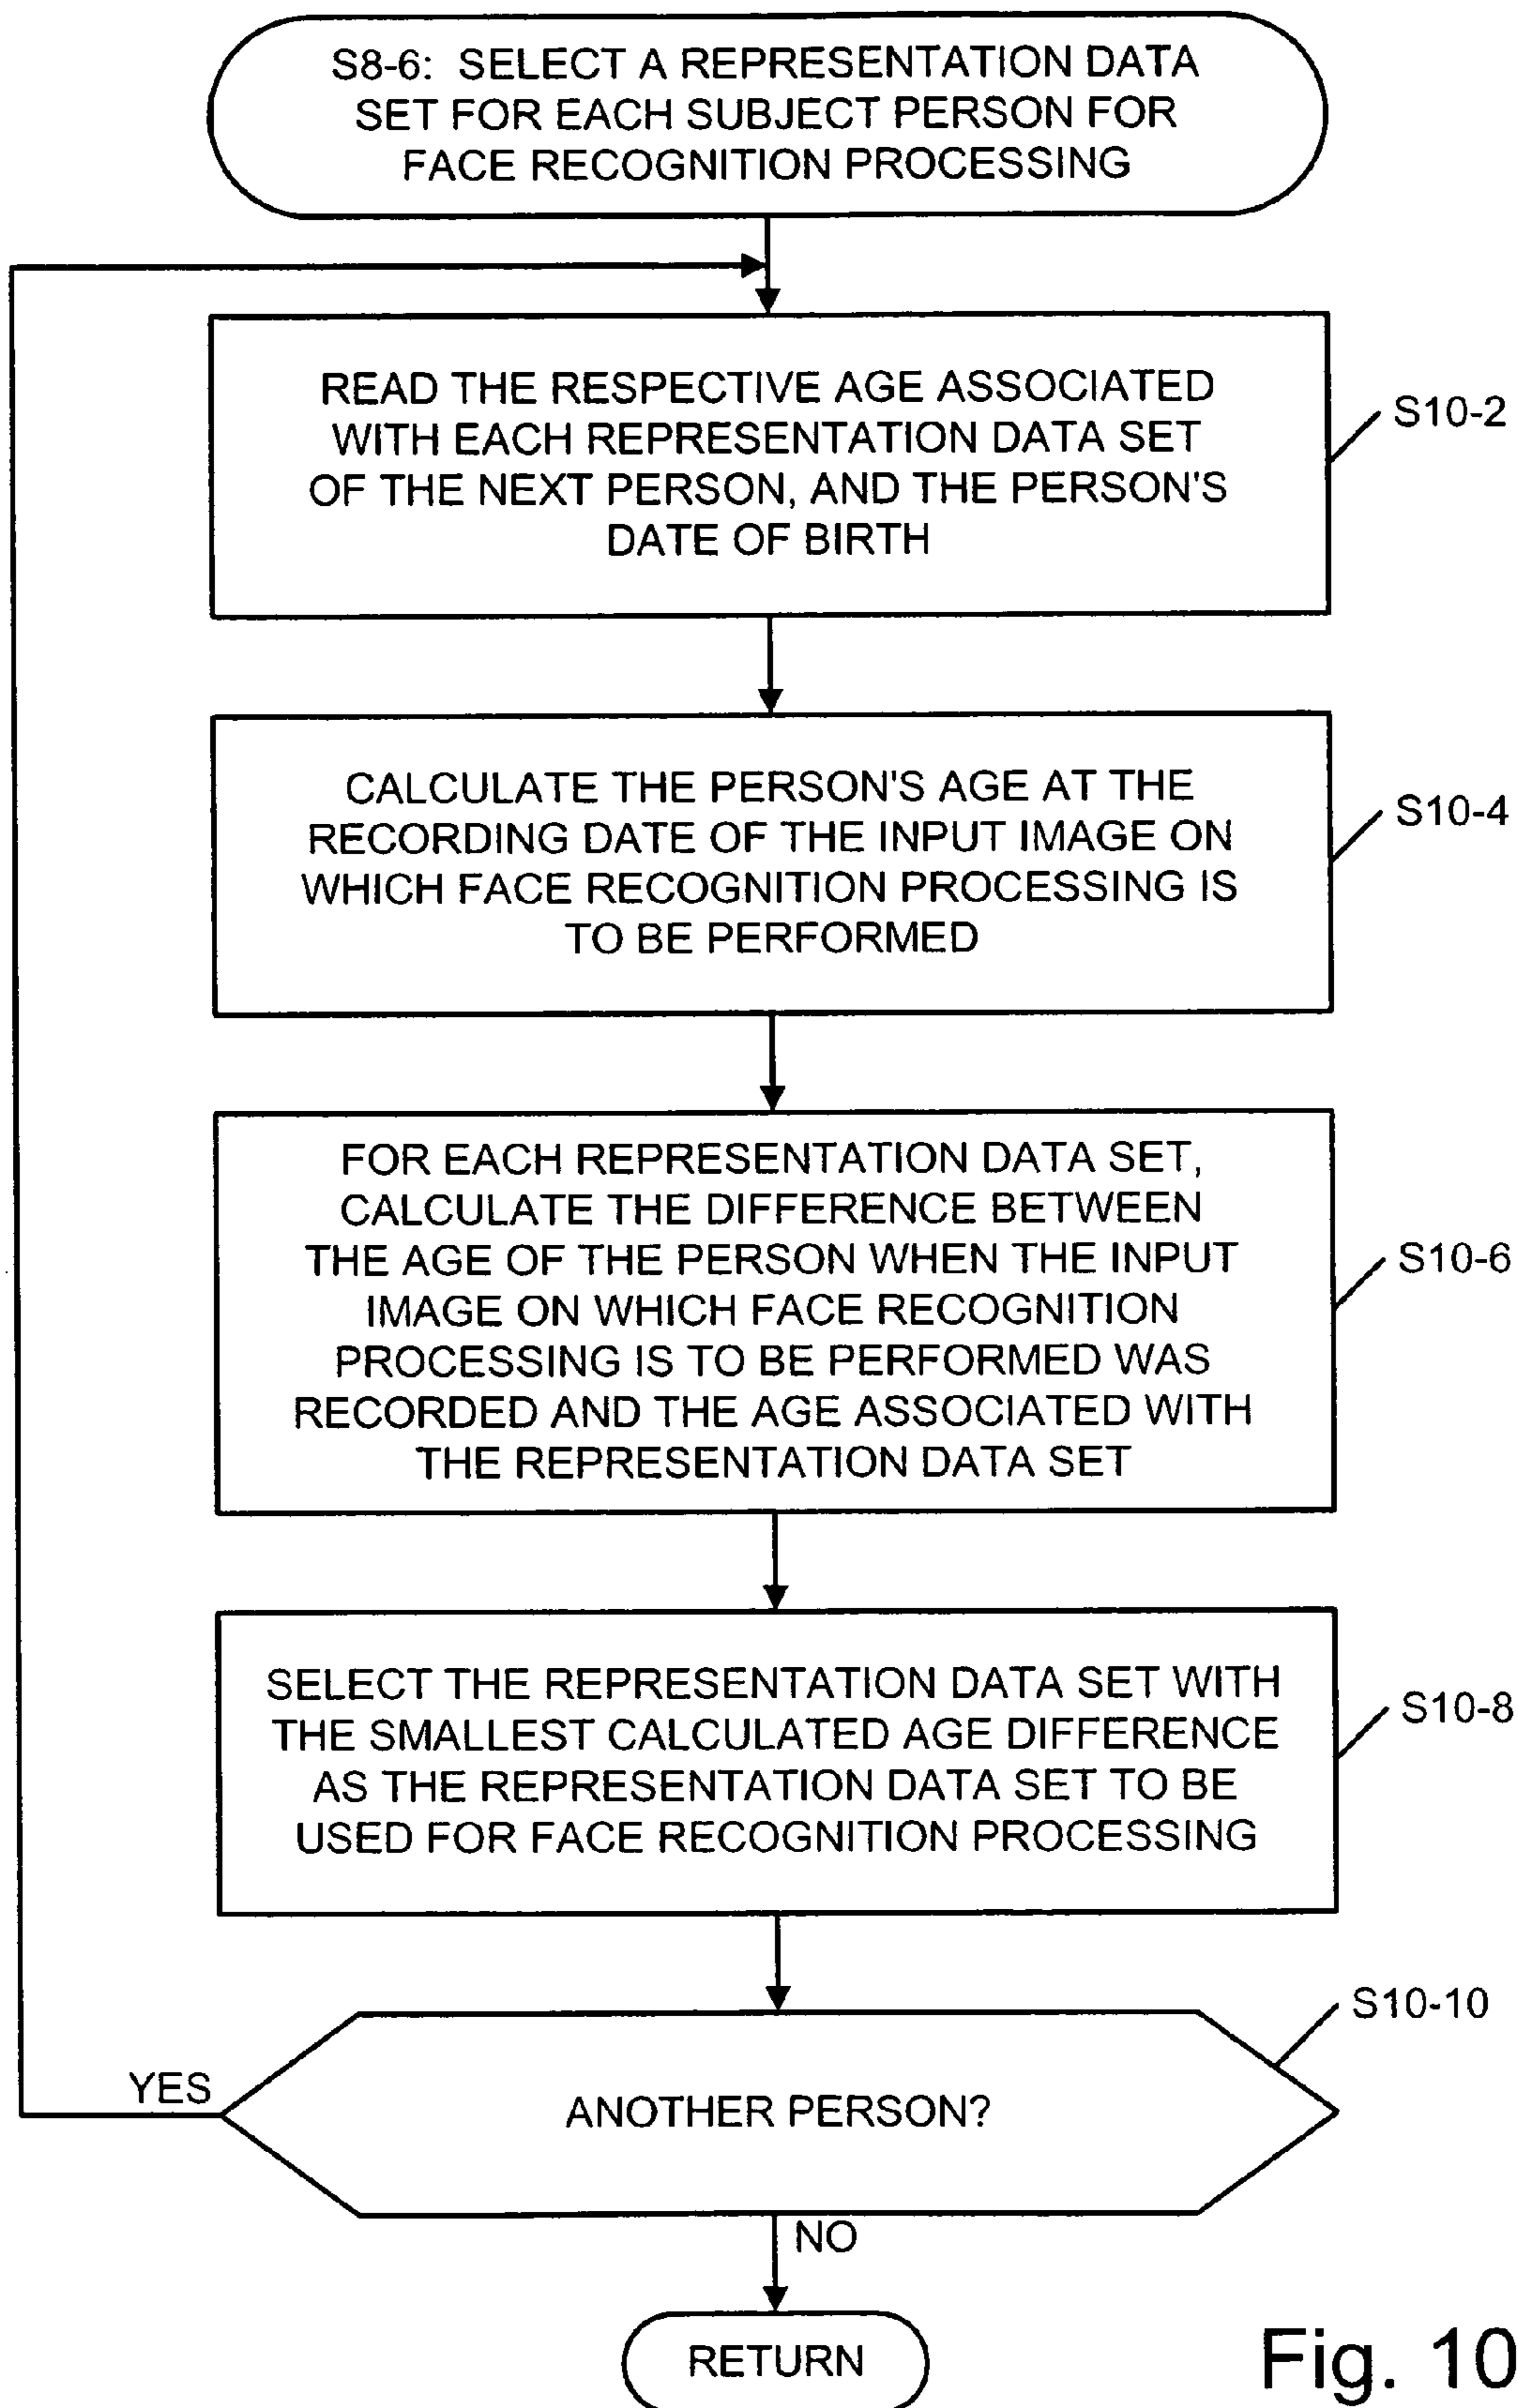 S8-6: SELECT A REPRESENTATION DATA
SET FOR EACH SUBJECT PERSON FOR
FACE RECOGNITION PROCESSING
READ THE RESPECTIVE AGE ASSOCIATED
WITH EACH REPRESENTATION DATA SET
OF THE NEXT PERSON, AND THE PERSON'S
DATE OF BIRTH
S10-2
CALCULATE THE PERSON'S AGE AT THE
RECORDING DATE OF THE INPUT IMAGE ON
WHICH FACE RECOGNITION PROCESSING IS
TO BE PERFORMED
S10-4
FOR EACH REPRESENTATION DATA SET,
CALCULATE THE DIFFERENCE BETWEEN
THE AGE OF THE PERSON WHEN THE INPUT
IMAGE ON WHICH FACE RECOGNITION
PROCESSING IS TO BE PERFORMED WAS
RECORDED AND THE AGE ASSOCIATED WITH
THE REPRESENTATION DATA SET
S10-6
SELECT THE REPRESENTATION DATA SET WITH
THE SMALLEST CALCULATED AGE DIFFERENCE
AS THE REPRESENTATION DATA SET TO BE
USED FOR FACE RECOGNITION PROCESSING
S10-8
S10-10
YES
ANOTHER PERSON?
NO
RETURN
Fig. 10